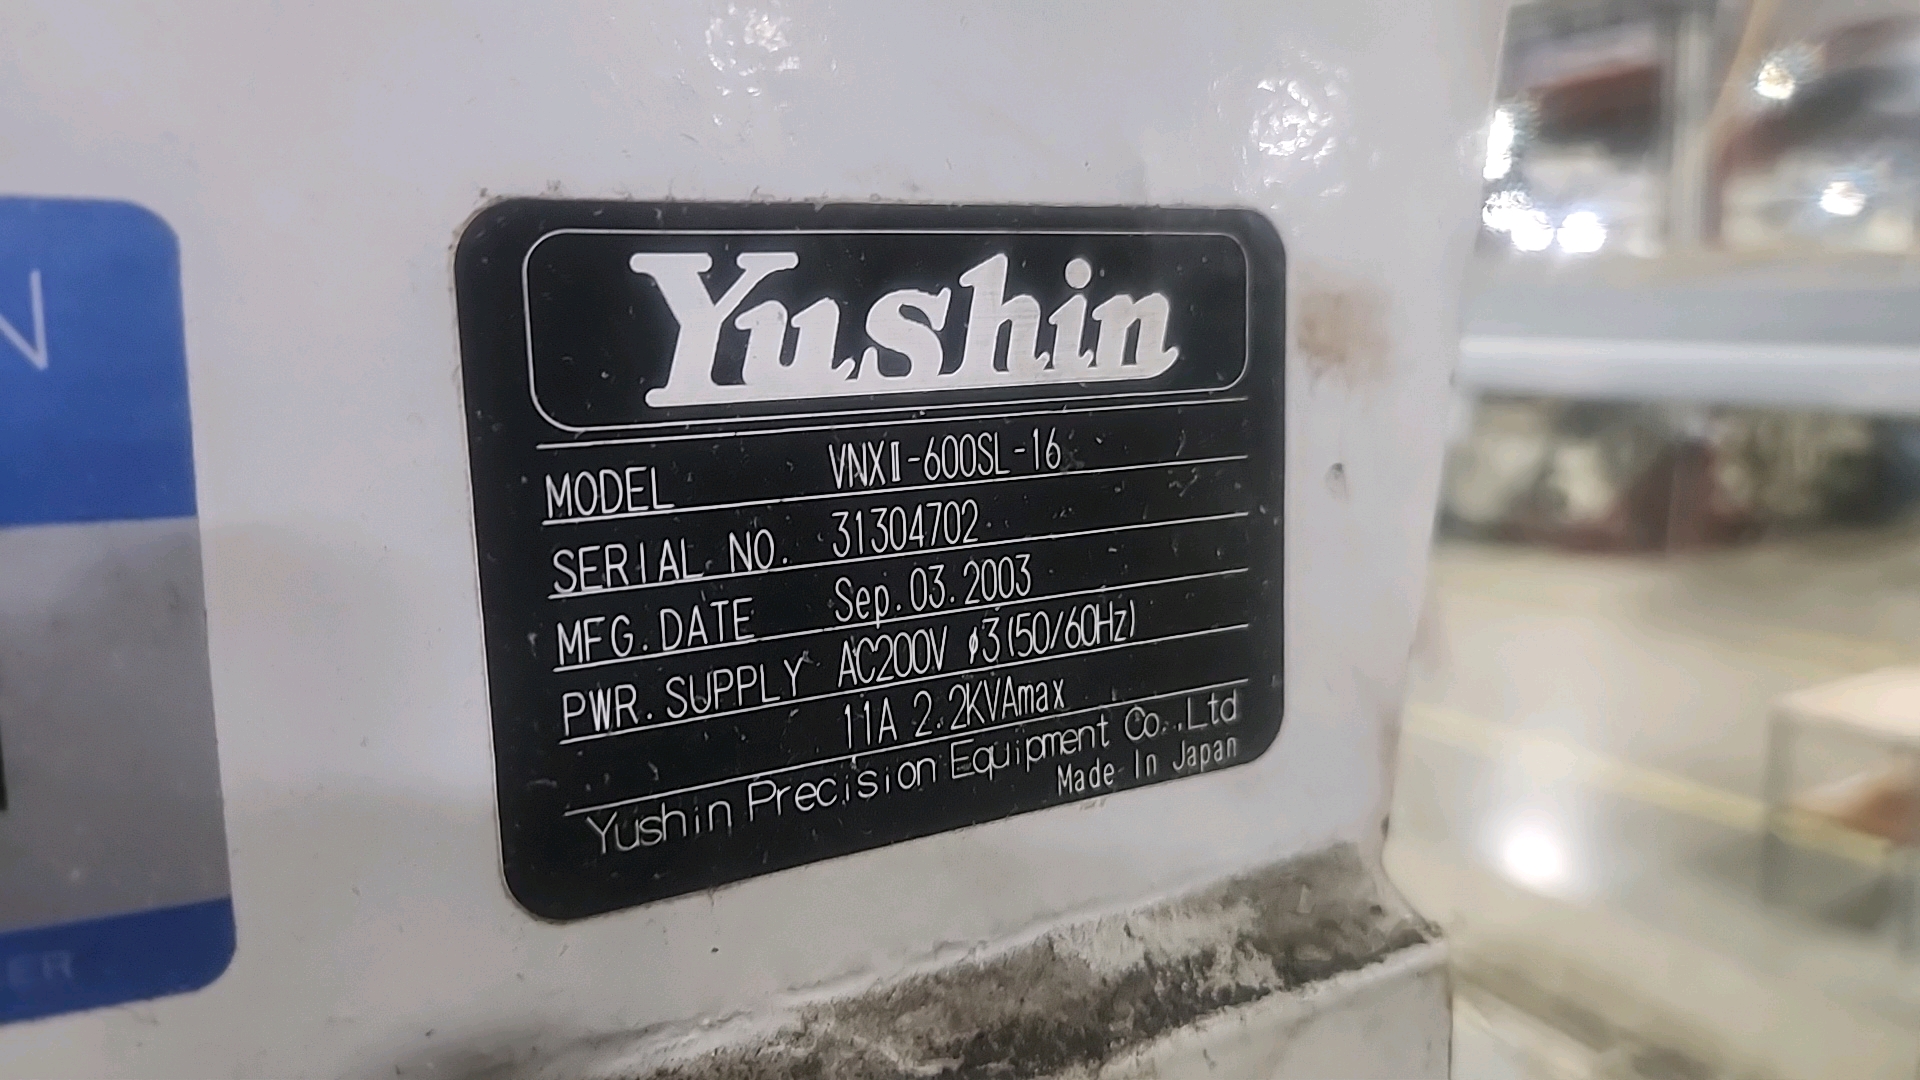 Yushin
MODEL VNXⅡ-600SL-16
SERIAL NO. 31304702
MFG.DATE Sep.03.2003
PWR.SUPPLY AC200V φ3(50/60Hz)
11A 2.2KVAmax
Yushin Precision Equipment Co.,Ltd
Made In Japan